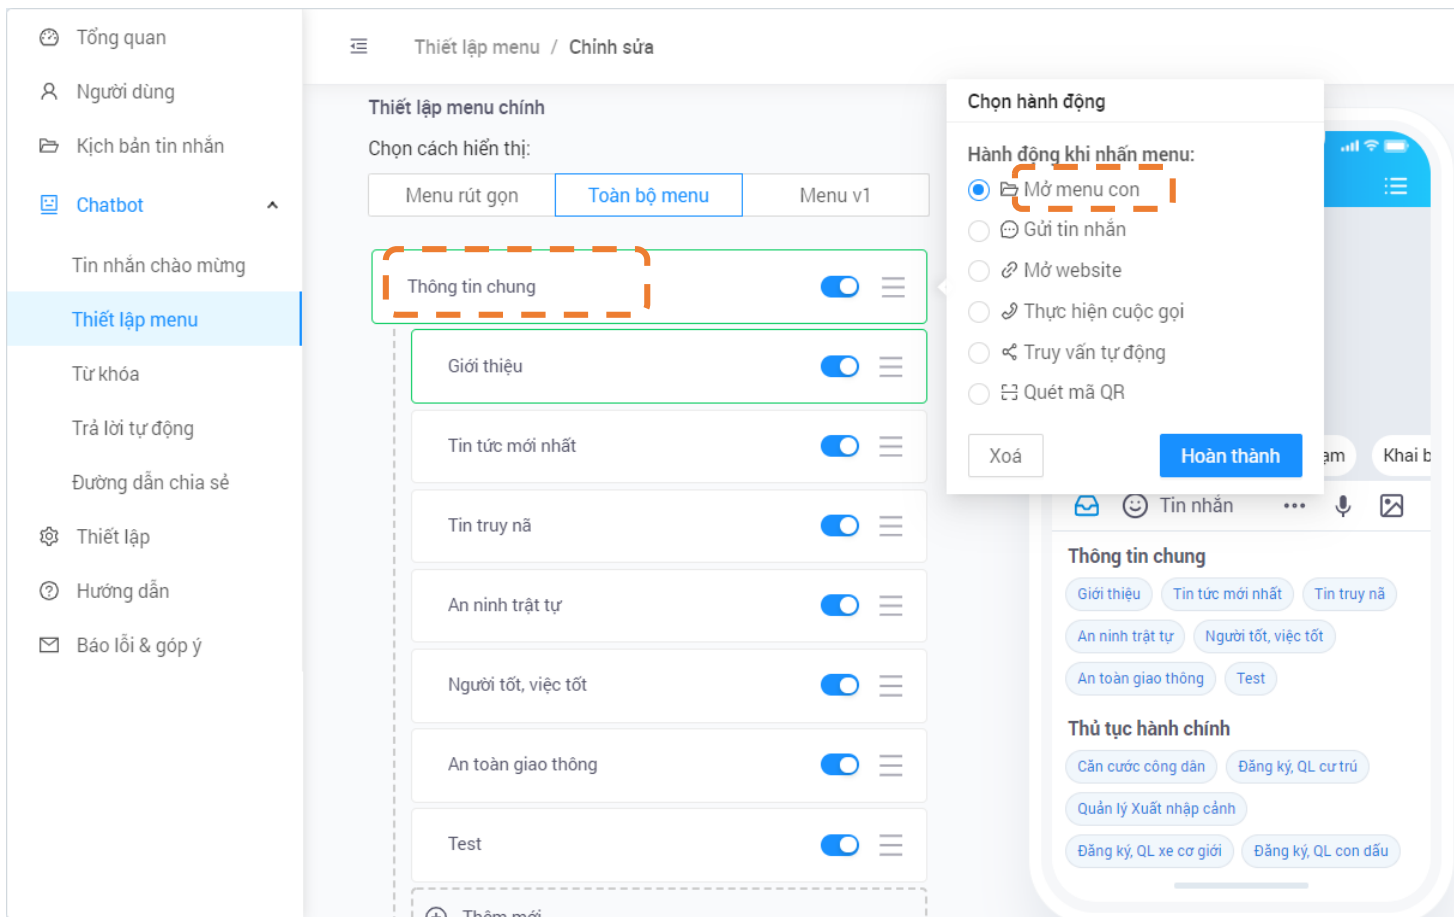 Tổng quan
Người dùng
Kịch bản tin nhắn
Chatbot
Tin nhắn chào mừng
Thiết lập menu
Từ khóa
Trả lời tự động
Đường dẫn chia sẻ
Thiết lập
Hướng dẫn
Báo lỗi & góp ý
Thiết lập menu / Chỉnh sửa
Thiết lập menu chính
Chọn cách hiển thị:
Menu rút gọn
Toàn bộ menu
Menu v1
Thông tin chung
Giới thiệu
Tin tức mới nhất
Tin truy nã
An ninh trật tự
Người tốt, việc tốt
An toàn giao thông
Test
Thêm mới
Chọn hành động
Hành động khi nhấn menu:
Mở menu con
Gửi tin nhắn
Mở website
Thực hiện cuộc gọi
Truy vấn tự động
Quét mã QR
Xoá
Hoàn thành
Khai
Tin nhắn
Thông tin chung
Giới thiệu
Tin tức mới nhất
Tin truy nã
An ninh trật tự
Người tốt, việc tốt
An toàn giao thông
Test
Thủ tục hành chính
Căn cước công dân
Đăng ký, QL cư trú
Quản lý Xuất nhập cảnh
Đăng ký, QL xe cơ giới
Đăng ký, QL con dấu